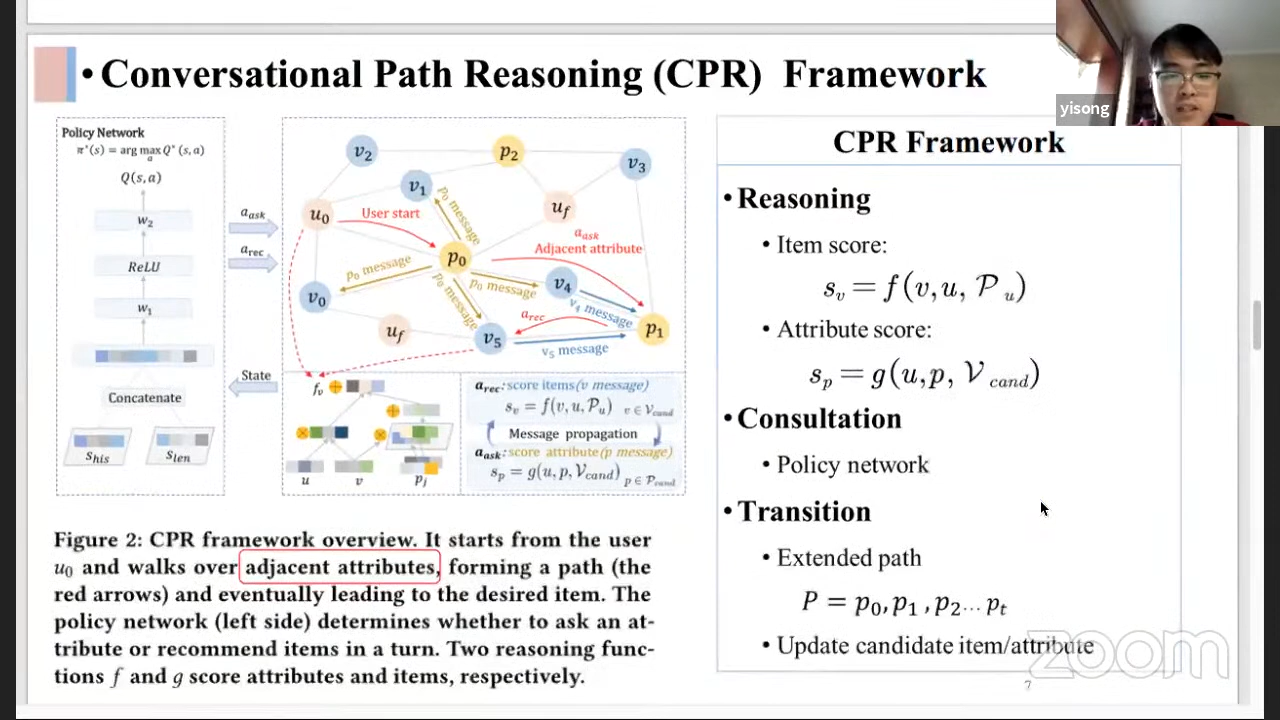 • Conversational Path Reasoning (CPR) Framework
yisong
Policy Network
π*(s) = arg max Q*(s, a)
a
Q(s, a)
W2
ReLU
W1
Concatenate
Shis
Slen
aask
arec
State
v2
p2
v3
v1
u0
User start
p0 message
uf
aask
Adjacent attribute
p0
p0 message
p0 message
p0 message
v4
v0
v4 message
uf
arec
p1
v5
v5 message
fv
u
v
pj
arec: score items(v message)
sv = f(v, u, Pu) v ∈ Vcand
Message propagation
aask: score attribute(p message)
sp = g(u, p, Vcand) p ∈ Pcand
Figure 2: CPR framework overview. It starts from the user
u0 and walks over adjacent attributes, forming a path (the
red arrows) and eventually leading to the desired item. The
policy network (left side) determines whether to ask an at-
tribute or recommend items in a turn. Two reasoning func-
tions f and g score attributes and items, respectively.
CPR Framework
• Reasoning
• Item score:
sv = f(v, u, Pu)
• Attribute score:
sp = g(u, p, Vcand)
• Consultation
• Policy network
• Transition
• Extended path
P = p0, p1, p2... pt
• Update candidate item/attribute
zoom
7